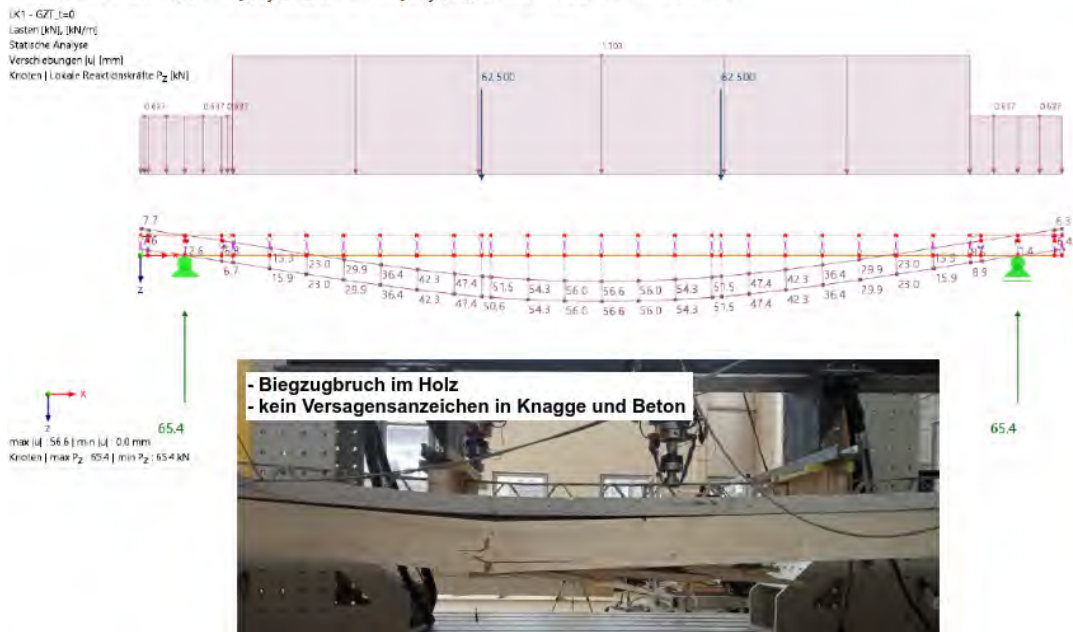 LK1 - GZT_t=0
Lasten [kN], [kN/m]
Statische Analyse
Verschiebungen |u| [mm]
Knoten | Lokale Reaktionskräfte Pz [kN]
62.500 62.500
0.637 0.637 0.637 0.637
7.7 6.3
15.3 23.0 29.9 36.4 42.3 47.4 51.5 54.3 56.0 56.6 56.0 54.3 51.5 47.4 42.3 36.4 29.9 23.0 15.9
6.7 15.9 23.0 29.9 36.4 42.3 47.4 50.6 54.3 56.0 56.6 56.0 54.3 51.5 47.4 42.3 36.4 29.9 23.0 15.9 8.9
z
- Biegzugbruch im Holz
- kein Versagensanzeichen in Knagge und Beton
x
z
65.4 65.4
max |u| : 56.6 | min |u| : 0.0 mm
Knoten | max Pz : 65.4 | min Pz : 65.4 kN